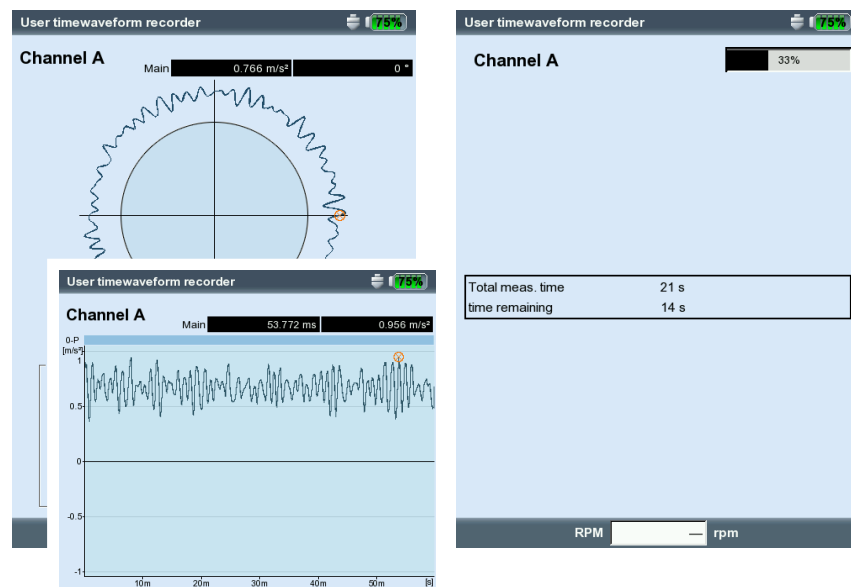 User timewaveform recorder 75%
Channel A
Main 0.766 m/s² 0 °
User timewaveform recorder 75%
Channel A
Main 53.772 ms 0.956 m/s²
0-P
[m/s²]
1
0.5
0
-0.5
-1
10m 20m 30m 40m 50m [s]
User timewaveform recorder 75%
Channel A
33%
Total meas. time 21 s
time remaining 14 s
RPM — rpm